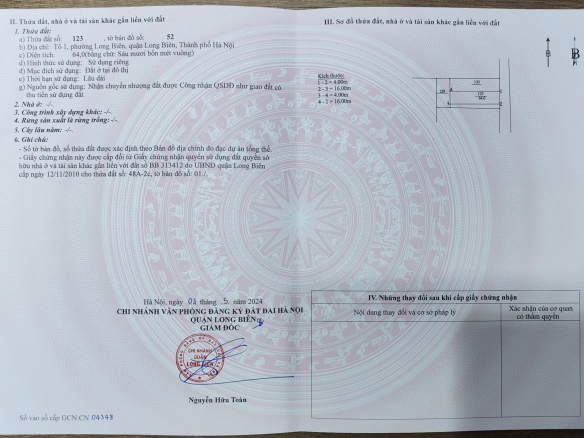 II. Thửa đất, nhà ở và tài sản khác gắn liền với đất
1. Thửa đất:
a) Thửa đất số: 123 , tờ bản đồ số: 52
b) Địa chỉ: Tổ 1, phường Long Biên, quận Long Biên, Thành phố Hà Nội
c) Diện tích: 64,0(bằng chữ: Sáu mươi bốn mét vuông)
d) Hình thức sử dụng: Sử dụng riêng
đ) Mục đích sử dụng: Đất ở tại đô thị
e) Thời hạn sử dụng: Lâu dài
g) Nguồn gốc sử dụng: Nhận chuyển nhượng đất được Công nhận QSDĐ như giao đất có
thu tiền sử dụng đất
2. Nhà ở: -/-
3. Công trình xây dựng khác: -/-
4. Rừng sản xuất là rừng trồng: -/-
5. Cây lâu năm: -/-
6. Ghi chú:
- Số tờ bản đồ, số thửa đất được xác định theo Bản đồ địa chính đo đạc dự án tổng thể.
- Giấy chứng nhận này được cấp đổi từ Giấy chứng nhận quyền sử dụng đất quyền sở
hữu nhà ở và tài sản khác gắn liền với đất số BB 313412 do UBND quận Long Biên
cấp ngày 12/11/2010 cho thửa đất số: 48A-2c, tờ bản đồ số: 01./.
Hà Nội, ngày 03 tháng 5 năm 2024
CHI NHÁNH VĂN PHÒNG ĐĂNG KÝ ĐẤT ĐAI HÀ NỘI
QUẬN LONG BIÊN
GIÁM ĐỐC
CHI NHÁNH
QUẬN
LONG BIÊN
Nguyễn Hữu Toàn
Số vào sổ cấp GCN:CN 04348
III. Sơ đồ thửa đất, nhà ở và tài sản khác gắn liền với đất
B
B
Kích thước:
1 - 2 = 4.00m
2 - 3 = 16.00m
3 - 4 = 4.00m
4 - 1 = 16.00m
IV. Những thay đổi sau khi cấp giấy chứng nhận
Nội dung thay đổi và cơ sở pháp lý
Xác nhận của cơ quan
có thẩm quyền